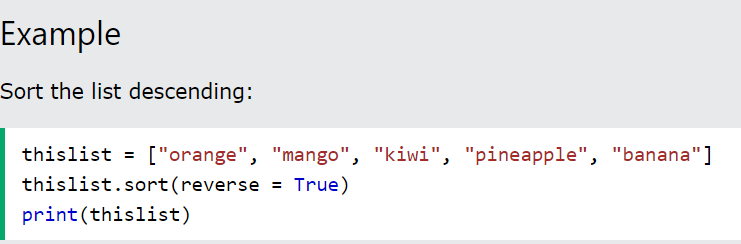 Example
Sort the list descending:
thislist = ["orange", "mango", "kiwi", "pineapple", "banana"]
thislist.sort(reverse = True)
print(thislist)